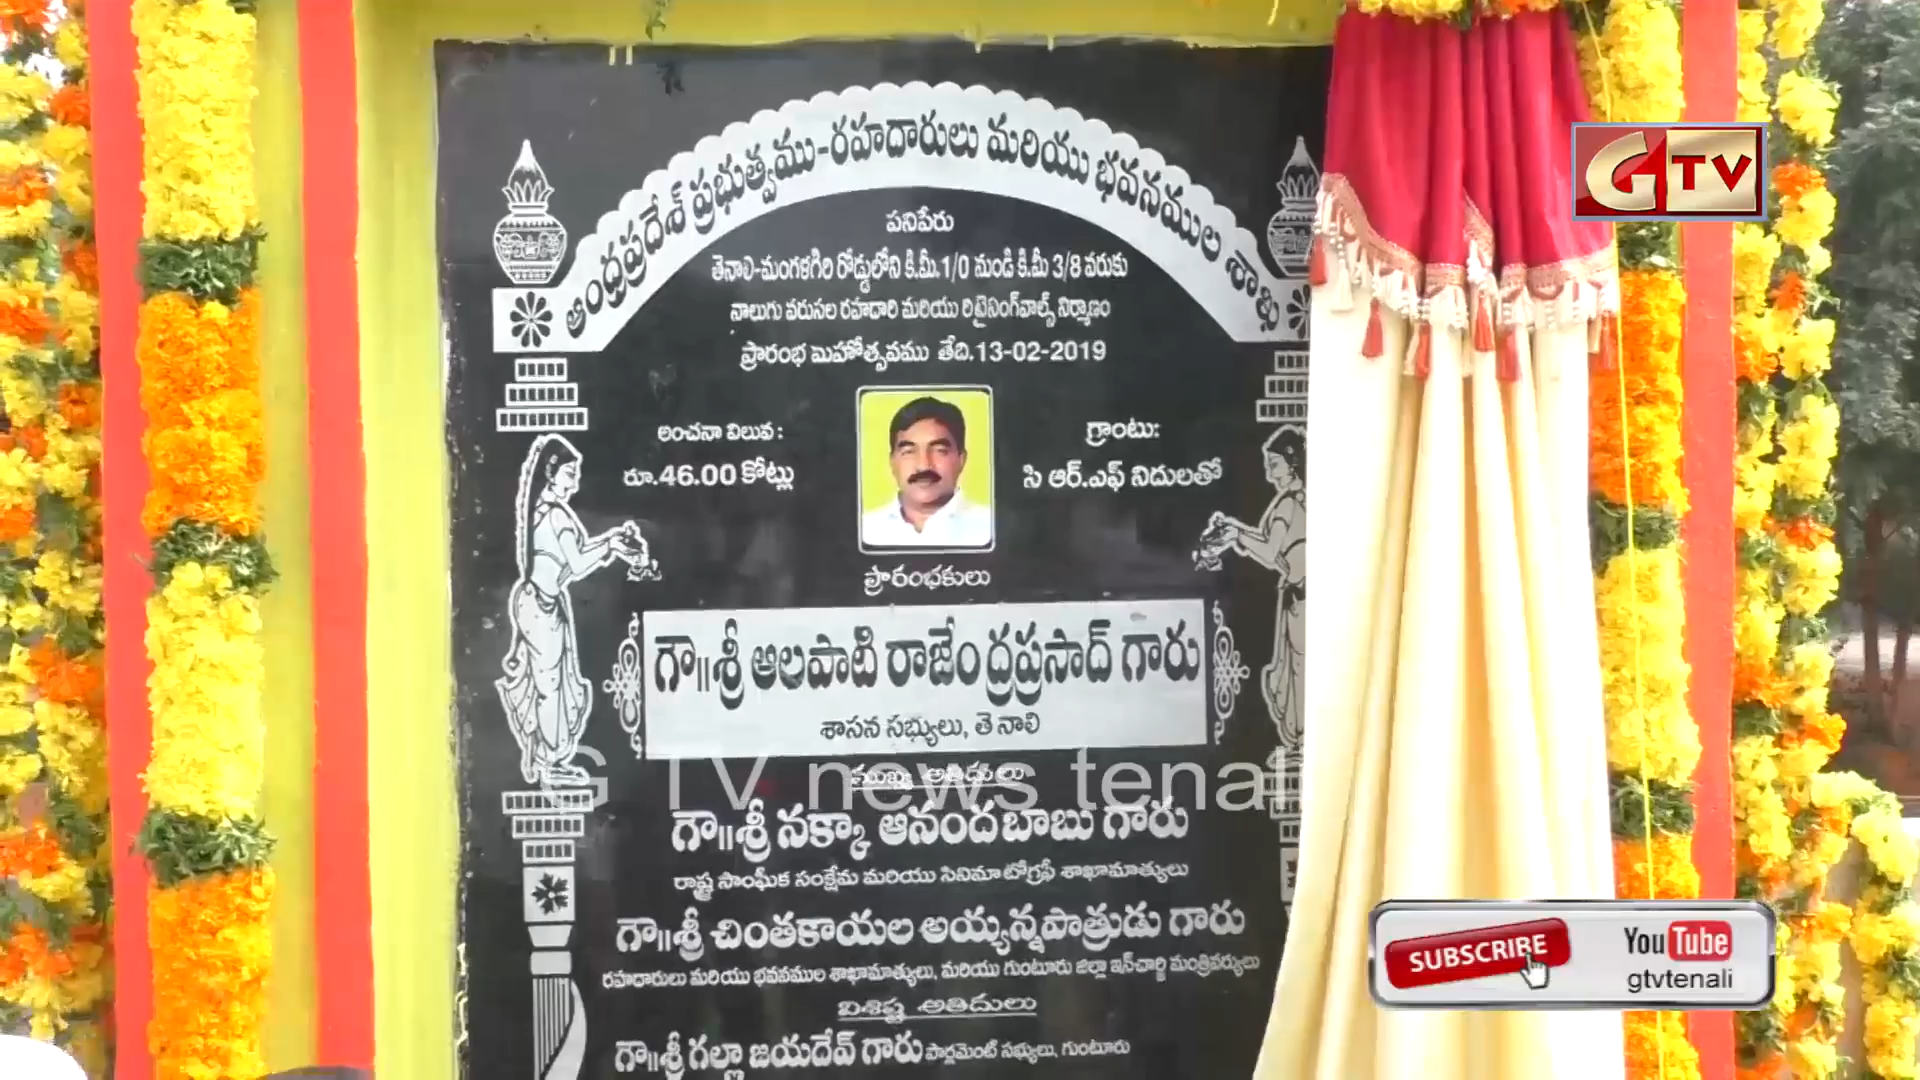 ఆంధ్రప్రదేశ్ ప్రభుత్వము-రహదారులు మరియు భవనముల శాఖ
GTV
పనిపేరు
తెనాలి-మంగళగిరి రోడ్డులోని కి.మీ.1/0 నుండి కి.మీ 3/8 వరుకు
నాలుగు వరుసల రహదారి మరియు రిటైనింగ్‌వాల్స్ నిర్మాణం
ప్రారంభ మహోత్సవము తేది.13-02-2019
అంచనా విలువ :
రూ.46.00 కోట్లు
గ్రాంటు:
సి ఆర్.ఎఫ్ నిదులతో
ప్రారంభకులు
గౌ||శ్రీ ఆలపాటి రాజేంద్రప్రసాద్ గారు
శాసన సభ్యులు, తె నాలి
ముఖ్య అతిధులు
G TV news tenali
గౌ||శ్రీ నక్కా ఆనందబాబు గారు
రాష్ట్ర సాంఘీక సంక్షేమ మరియు సినిమాటోగ్రఫీ శాఖామాత్యులు
గౌ||శ్రీ చింతకాయల అయ్యన్నపాత్రుడు గారు
రహదారులు మరియు భవనముల శాఖామాత్యులు, మరియు గుంటూరు జిల్లా ఇన్‌చార్జి మంత్రివర్యులు
విశిష్ట అతిదులు
గౌ||శ్రీ గల్లా జయదేవ్ గారు పార్లమెంట్ సభ్యులు, గుంటూరు
SUBSCRIBE
YouTube
gtvtenali